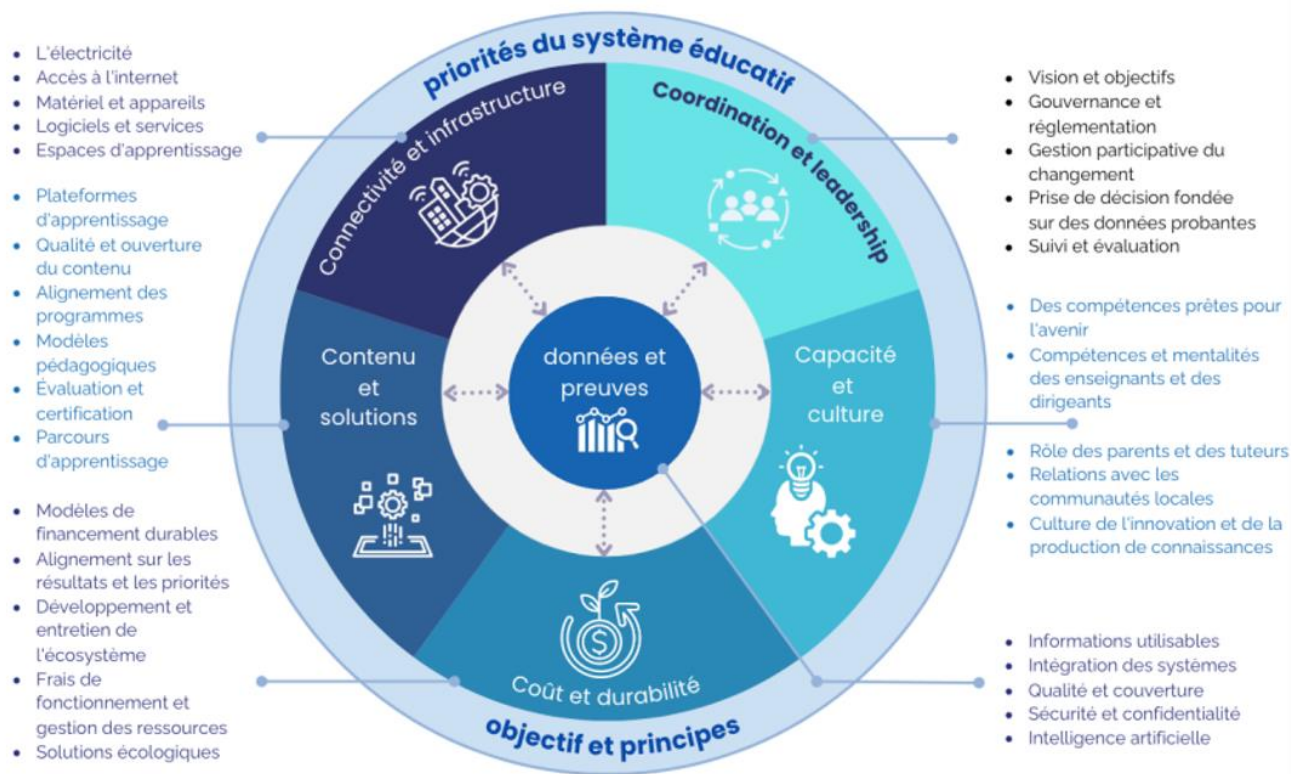 priorités du système éducatif
• L'électricité
• Accès à l'internet
• Matériel et appareils
• Logiciels et services
• Espaces d'apprentissage
• Plateformes
d'apprentissage
• Qualité et ouverture
du contenu
• Alignement des
programmes
• Modèles
pédagogiques
• Évaluation et
certification
• Parcours
d'apprentissage
• Modèles de
financement durables
• Alignement sur les
résultats et les priorités
• Développement et
entretien de
l'écosystème
• Frais de
fonctionnement et
gestion des ressources
• Solutions écologiques
Connectivité et infrastructure
Coordination et leadership
Contenu
et
solutions
données et
preuves
$
Capacité
et
culture
Coût et durabilité
objectif et principes
• Vision et objectifs
• Gouvernance et
réglementation
• Gestion participative du
changement
• Prise de décision fondée
sur des données probantes
• Suivi et évaluation
• Des compétences prêtes pour
l'avenir
• Compétences et mentalités
des enseignants et des
dirigeants
• Rôle des parents et des tuteurs
• Relations avec les
communautés locales
• Culture de l'innovation et de la
production de connaissances
• Informations utilisables
• Intégration des systèmes
• Qualité et couverture
• Sécurité et confidentialité
• Intelligence artificielle